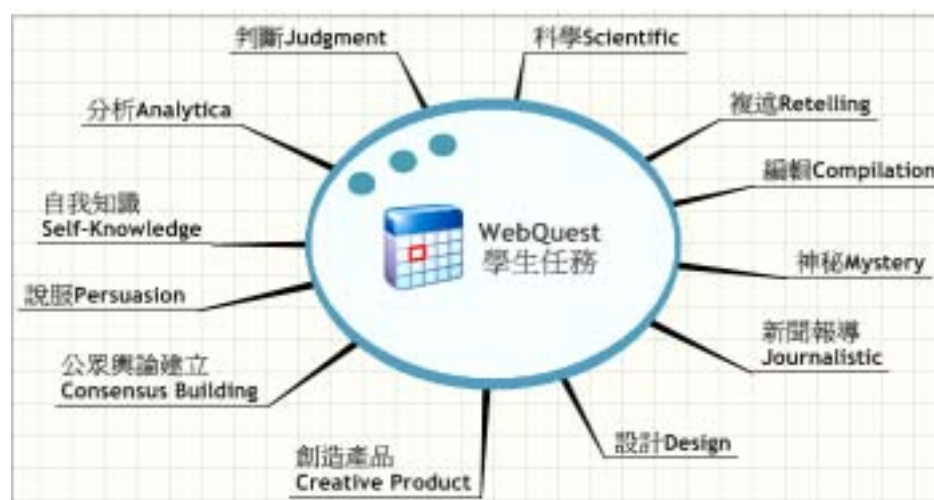 判斷Judgment
科學Scientific
分析Analytica
複述Retelling
編輯Compilation
自我知識
Self-Knowledge
WebQuest
學生任務
神秘Mystery
說服Persuasion
新聞報導
Journalistic
公眾輿論建立
Consensus Building
設計Design
創造產品
Creative Product